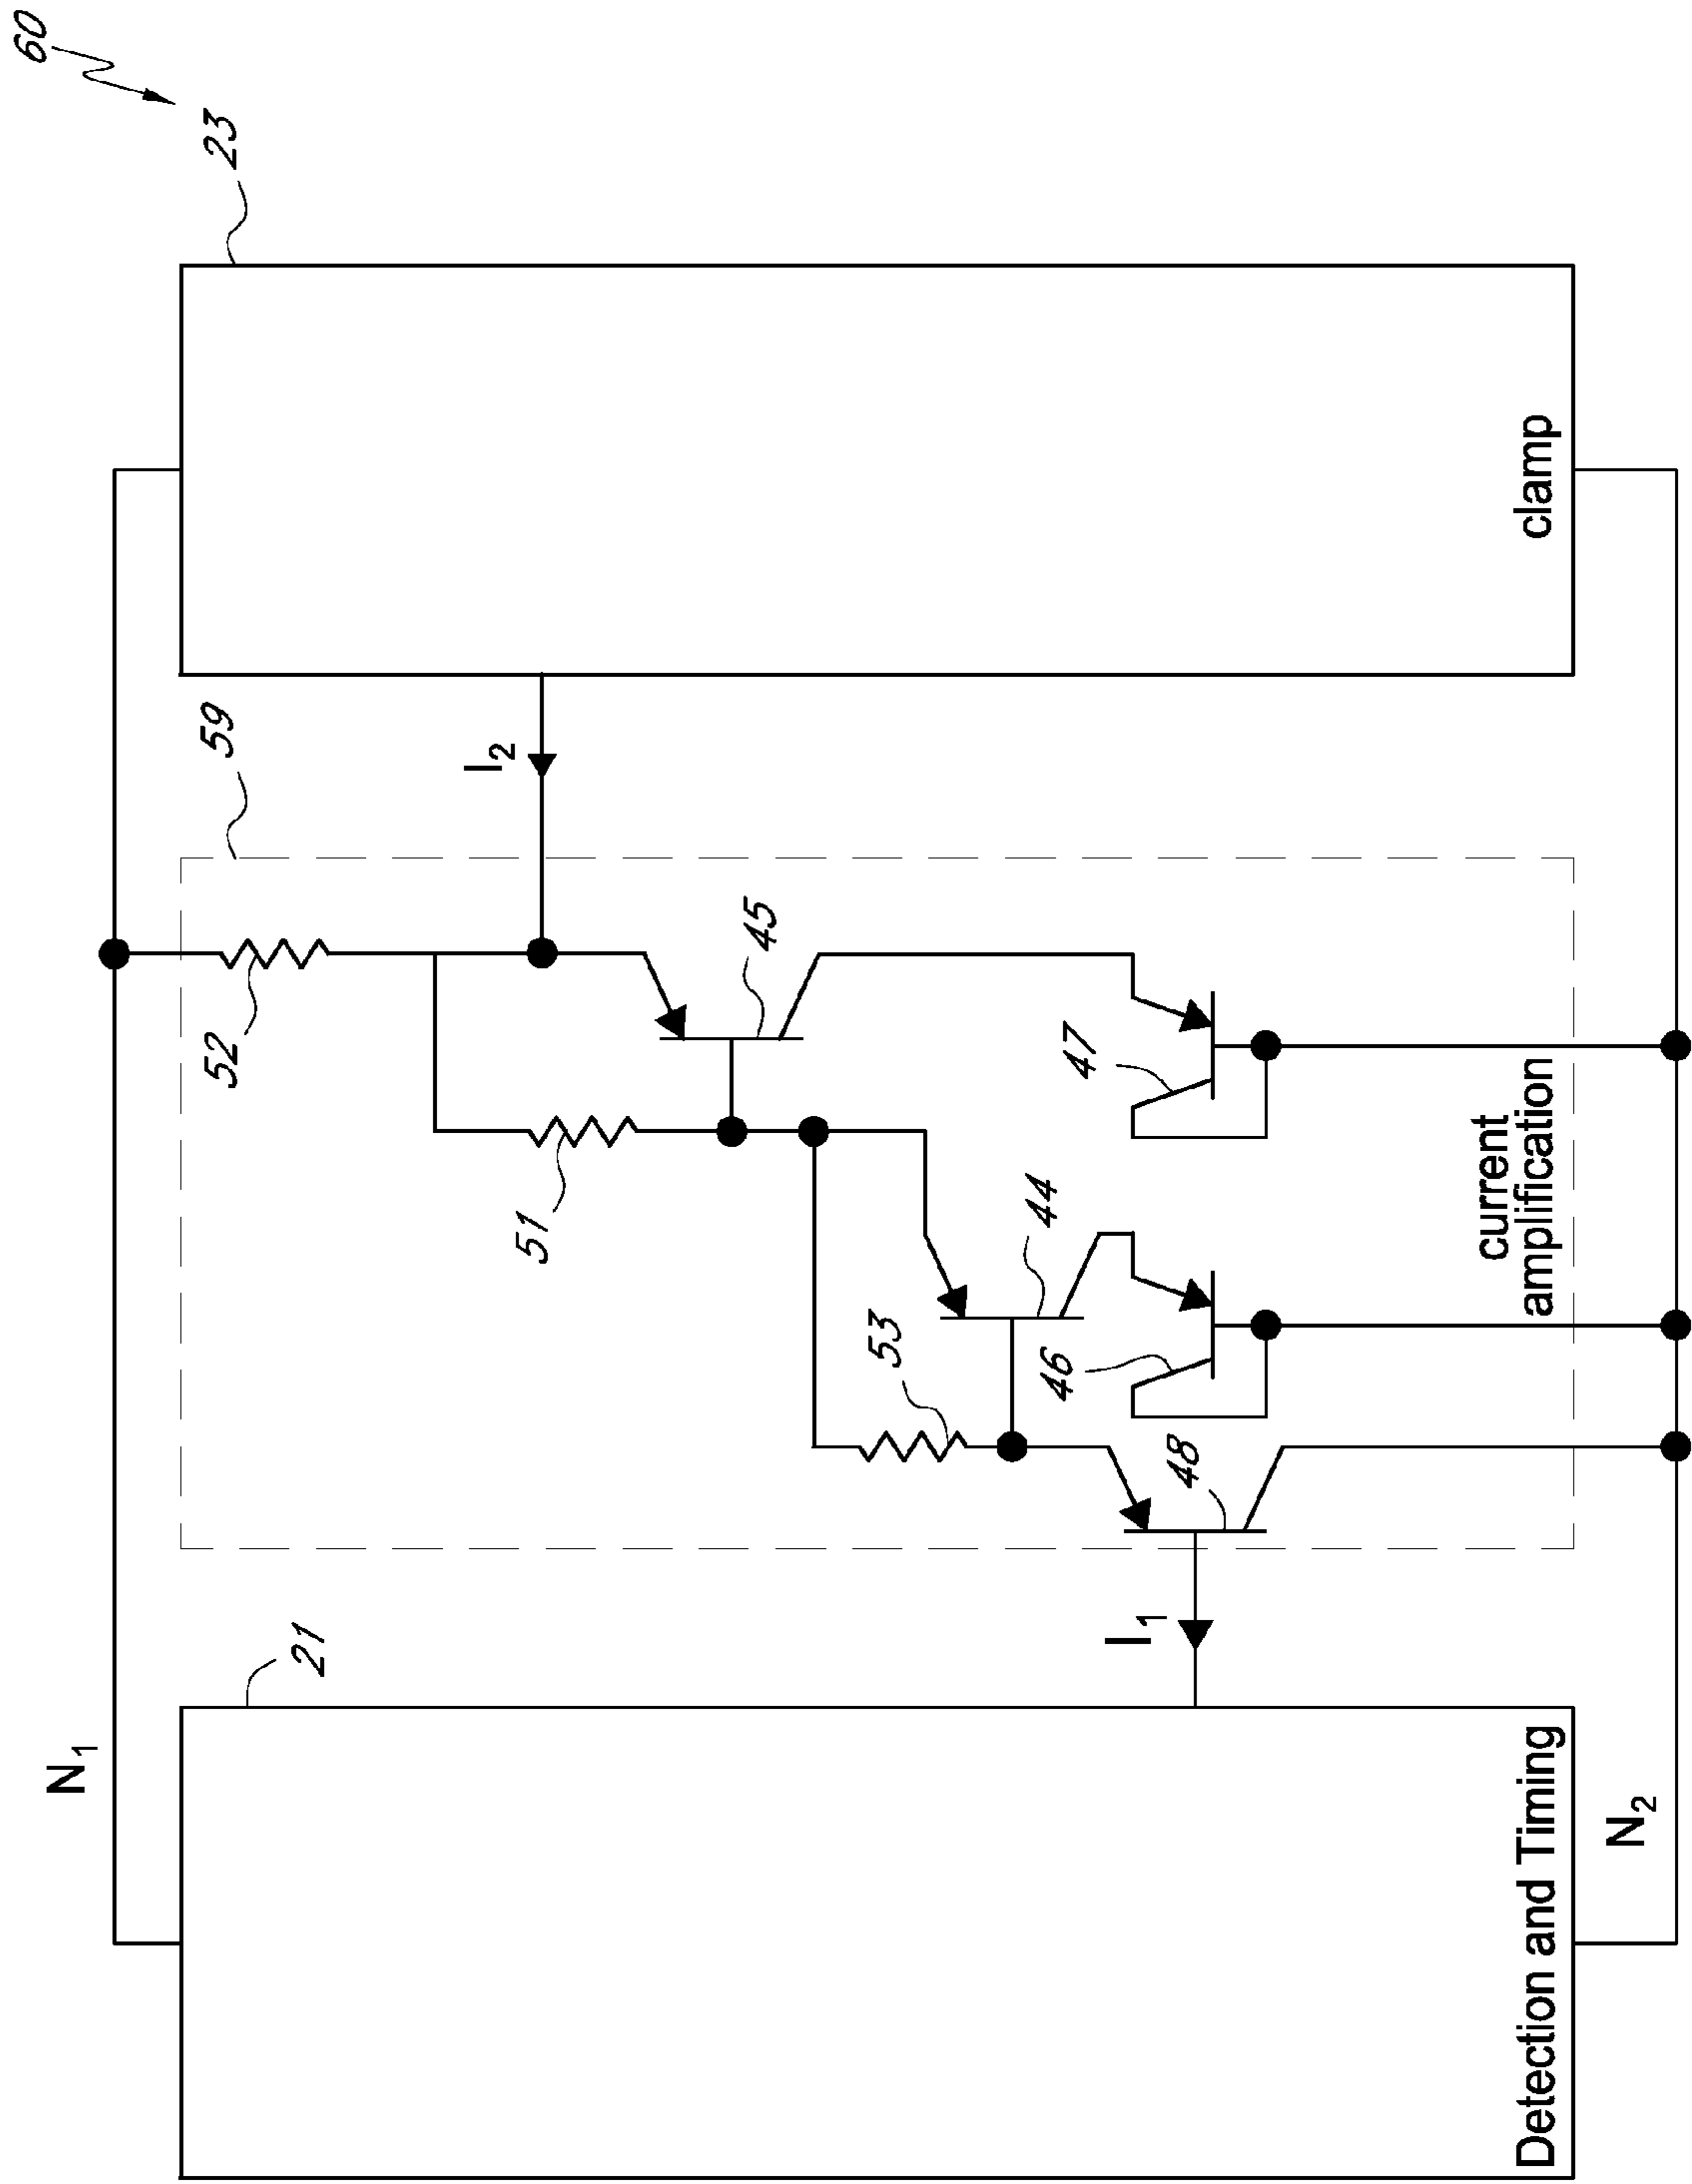 60
23
59
52
51
45
I2
53
44
47
46
48
I1
21
N1
N2
Detection and Timing
current
amplification
clamp